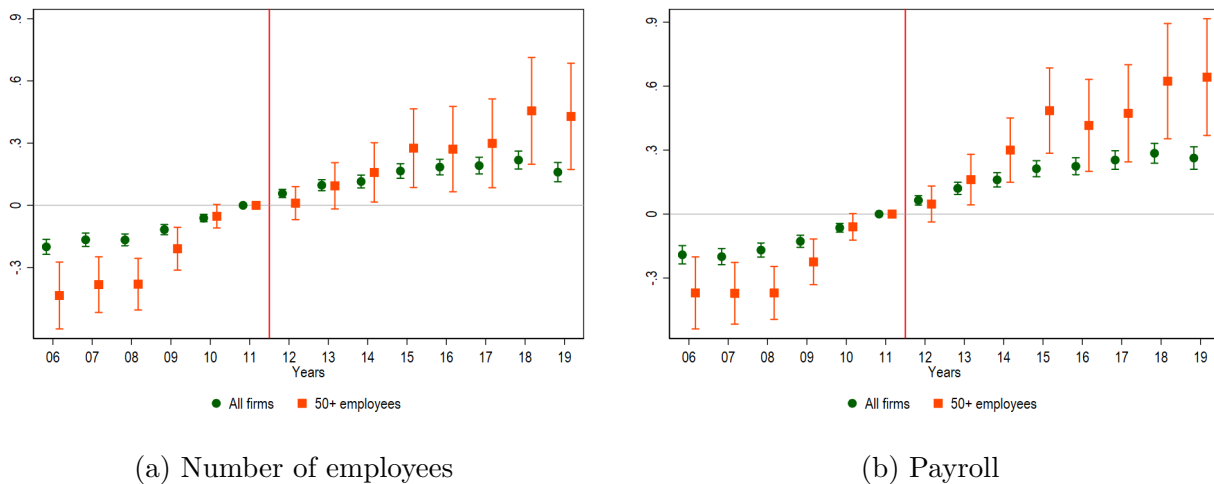 .9
.6
.3
0
-.3
06 07 08 09 10 11 12 13 14 15 16 17 18 19
Years
All firms 50+ employees
(a) Number of employees
.9
.6
.3
0
-.3
06 07 08 09 10 11 12 13 14 15 16 17 18 19
Years
All firms 50+ employees
(b) Payroll